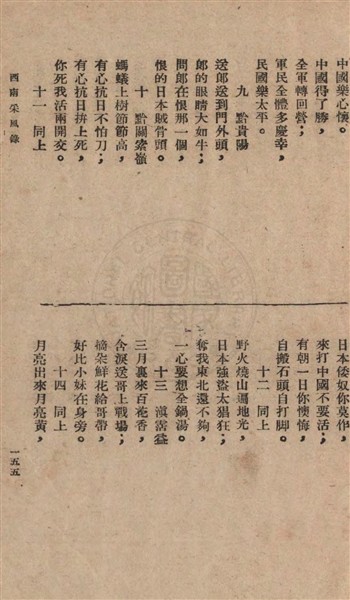 中國樂心懷。
中國得了勝，
全軍轉回營；
軍民全體多慶幸，
民國樂太平。
九　黔貴陽
送郎送到門外頭，
郎的眼睛大如牛；
問郎在恨那一個，
恨的日本賊骨頭。
十　黔關索嶺
螞蟻上樹節節高，
有心抗日不怕刀；
有心抗日拚上死，
你死我活兩開交。
十一　同上
日本倭奴你莫作，
來打中國不要活；
有朝一日你懊悔，
自搬石頭自打脚。
十二　同上
野火燒山遍地光，
日本強盜太猖狂；
奪我東北還不夠，
一心要想全鍋湯。
十三　滇霑益
三月裏來百花香，
含淚送哥上戰場；
摘朶鮮花給哥帶，
好比小妹在身旁。
十四　同上
月亮出來月亮黃，
西南采風錄
一五五